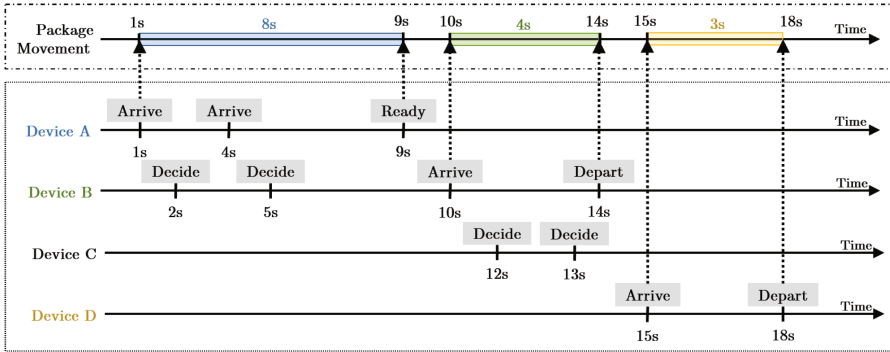 1s 8s 9s 10s 4s 14s 15s 3s 18s
Package Movement Time
Arrive Arrive Ready
Device A Time
1s 4s 9s
Decide Decide Arrive Depart
Device B Time
2s 5s 10s 14s
Decide Decide
Device C Time
12s 13s
Arrive Depart
Device D Time
15s 18s